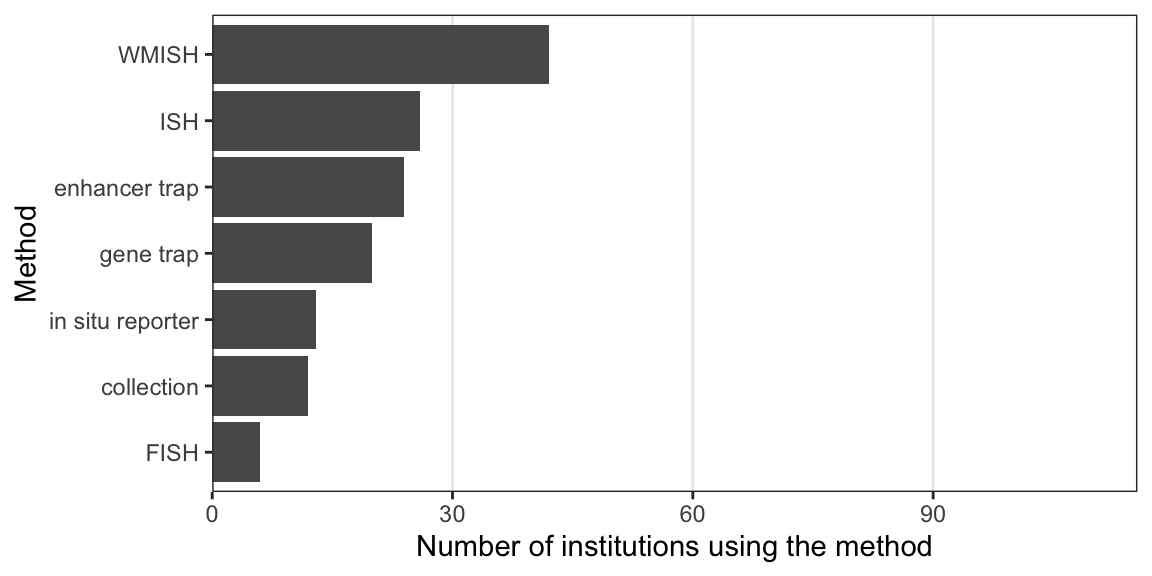 Method
WMISH
ISH
enhancer trap
gene trap
in situ reporter
collection
FISH
0 30 60 90
Number of institutions using the method